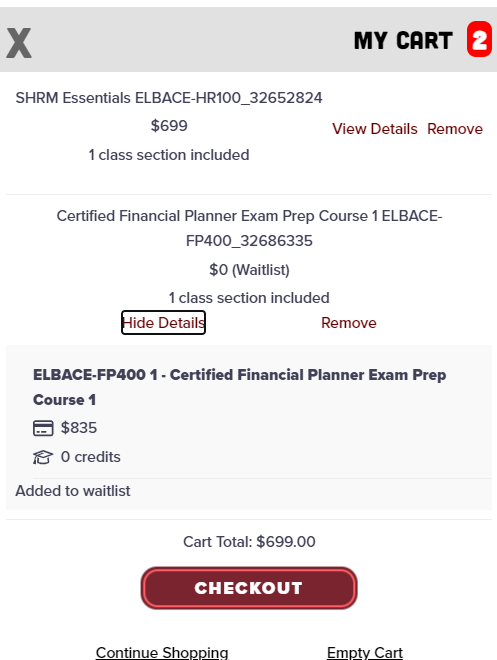 X
MY CART 2
SHRM Essentials ELBACE-HR100_32652824
$699
View Details Remove
1 class section included
Certified Financial Planner Exam Prep Course 1 ELBACE-
FP400_32686335
$0 (Waitlist)
1 class section included
Hide Details Remove
ELBACE-FP400 1 - Certified Financial Planner Exam Prep
Course 1
$835
0 credits
Added to waitlist
Cart Total: $699.00
CHECKOUT
Continue Shopping Empty Cart